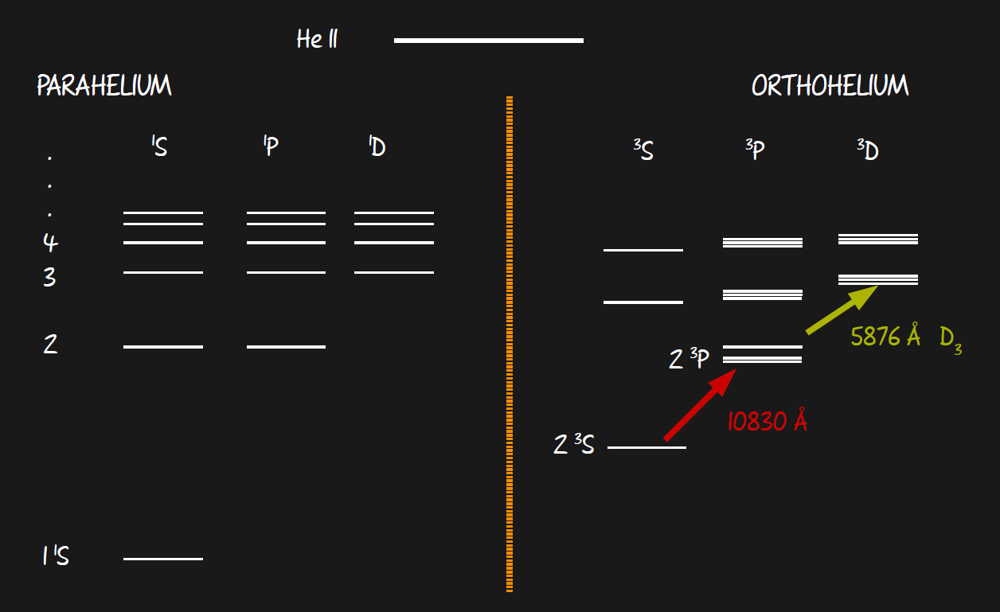 He II
PARAHELIUM
ORTHOHELIUM
¹S ¹P ¹D
³S ³P ³D
.
.
.
4
3
2
1 ¹S
2 ³P
2 ³S
5876 Å D₃
10830 Å